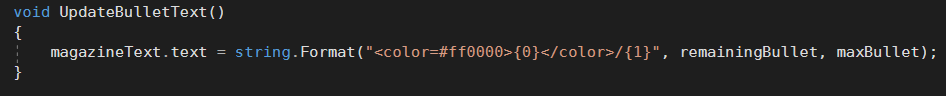 void UpdateBulletText()
{
    magazineText.text = string.Format("<color=#ff0000>{0}</color>/{1}", remainingBullet, maxBullet);
}